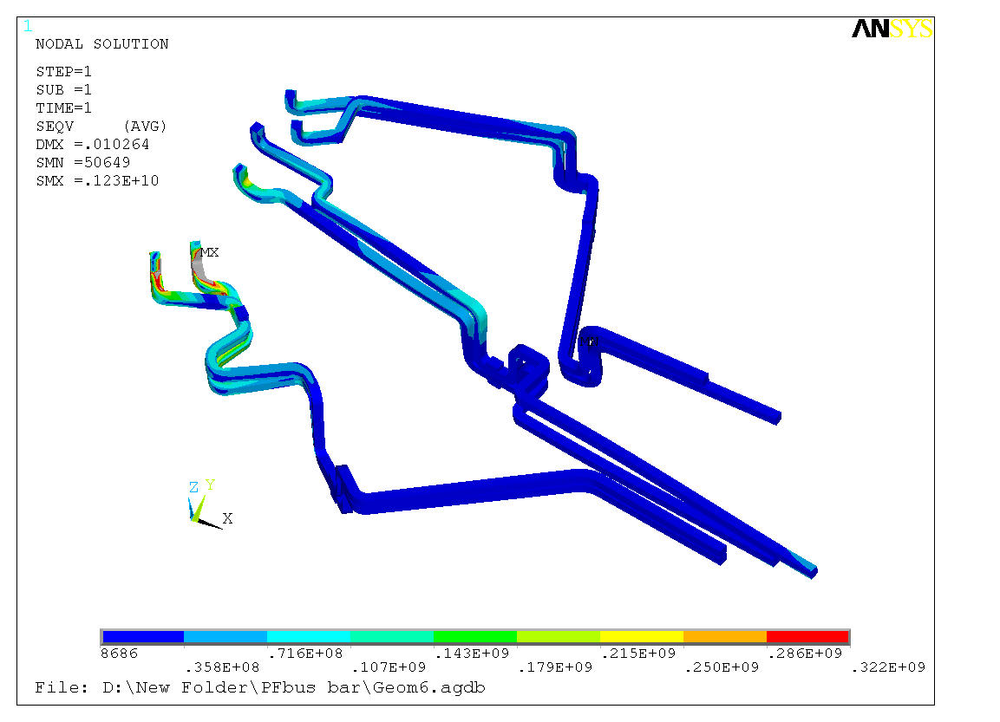 1
ANSYS
NODAL SOLUTION
STEP=1
SUB =1
TIME=1
SEQV (AVG)
DMX =.010264
SMN =50649
SMX =.123E+10
MX
MN
Z Y
X
8686 .716E+08 .143E+09 .215E+09 .286E+09
.358E+08 .107E+09 .179E+09 .250E+09 .322E+09
File: D:\New Folder\PFbus bar\Geom6.agdb